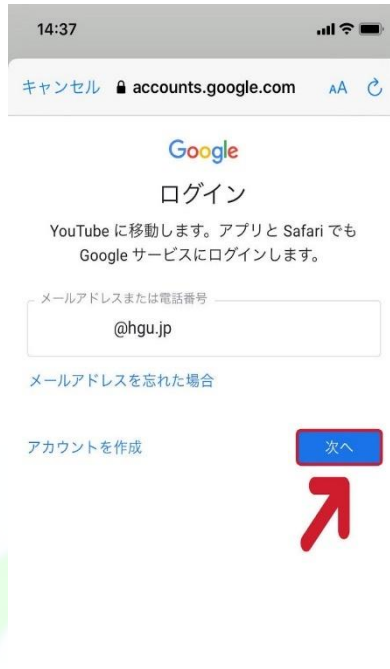 14:37
キャンセル accounts.google.com AA
Google
ログイン
YouTube に移動します。アプリと Safari でも
Google サービスにログインします。
メールアドレスまたは電話番号
@hgu.jp
メールアドレスを忘れた場合
アカウントを作成 次へ